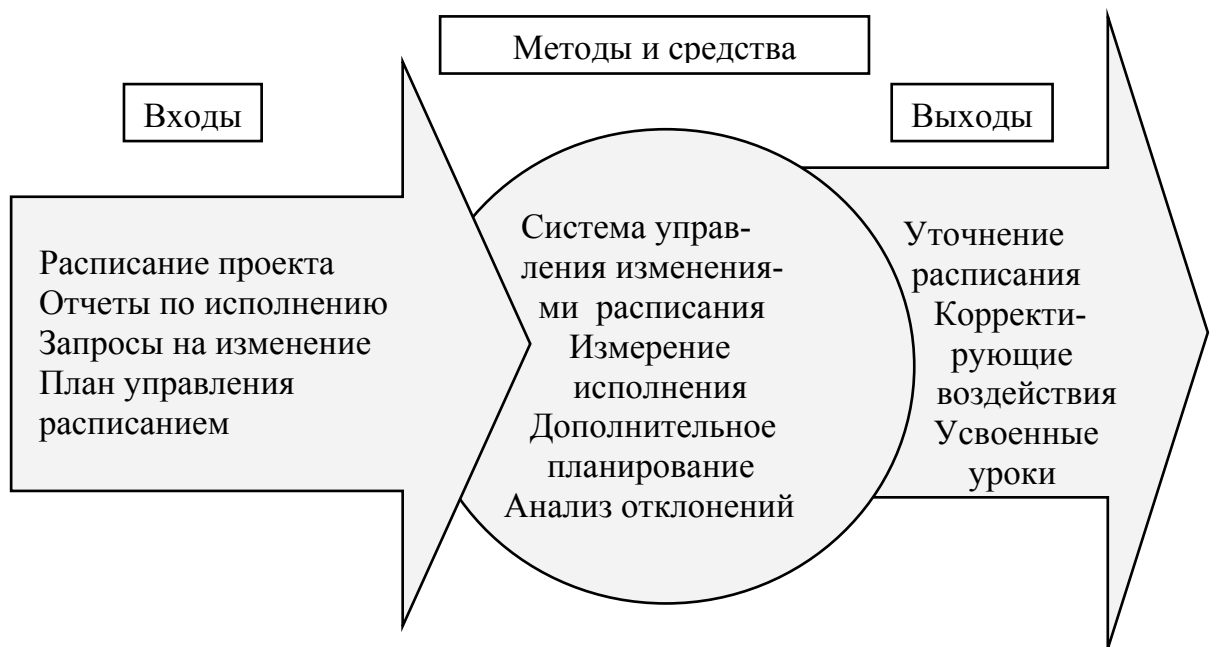 Методы и средства
Входы
Выходы
Расписание проекта
Отчеты по исполнению
Запросы на изменение
План управления
расписанием
Система управ-
ления изменения-
ми расписания
Измерение
исполнения
Дополнительное
планирование
Анализ отклонений
Уточнение
расписания
Корректи-
рующие
воздействия
Усвоенные
уроки